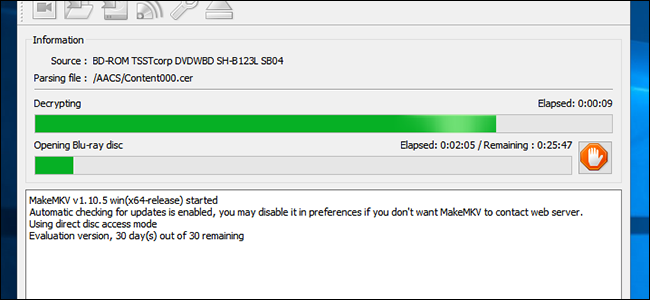 Information
Source : BD-ROM TSSTcorp DVDWBD SH-B123L SB04
Parsing file : /AACS/Content000.cer
Decrypting Elapsed: 0:00:09
Opening Blu-ray disc Elapsed: 0:02:05 / Remaining : 0:25:47
MakeMKV v1.10.5 win(x64-release) started
Automatic checking for updates is enabled, you may disable it in preferences if you don't want MakeMKV to contact web server.
Using direct disc access mode
Evaluation version, 30 day(s) out of 30 remaining